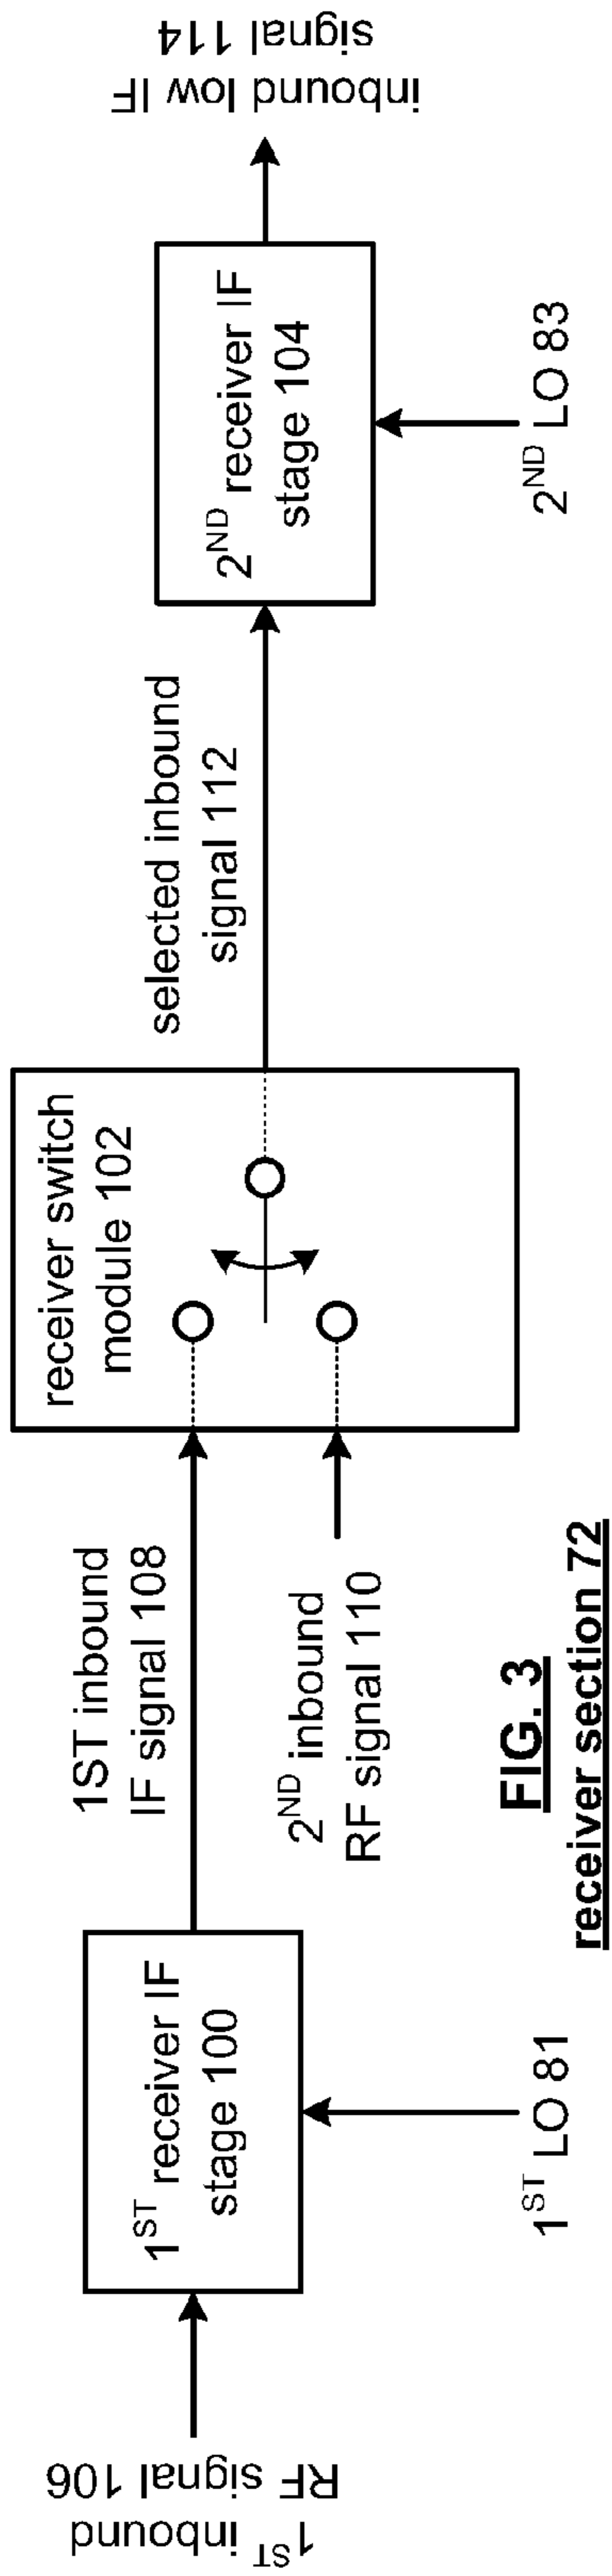 1ST inbound
RF signal 106
1ST receiver IF
stage 100
1ST LO 81
1ST inbound
IF signal 108
2ND inbound
RF signal 110
receiver switch
module 102
selected inbound
signal 112
2ND receiver IF
stage 104
2ND LO 83
inbound low IF
signal 114
FIG. 3
receiver section 72